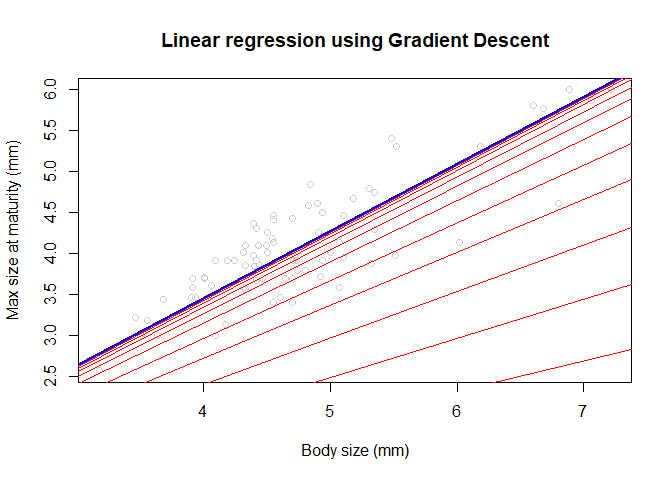 Linear regression using Gradient Descent
Max size at maturity (mm)
6.0
5.5
5.0
4.5
4.0
3.5
3.0
2.5
4 5 6 7
Body size (mm)